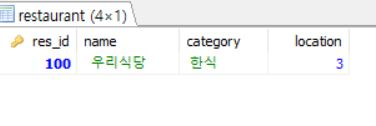 restaurant (4×1)
res_id name category location
100 우리식당 한식 3